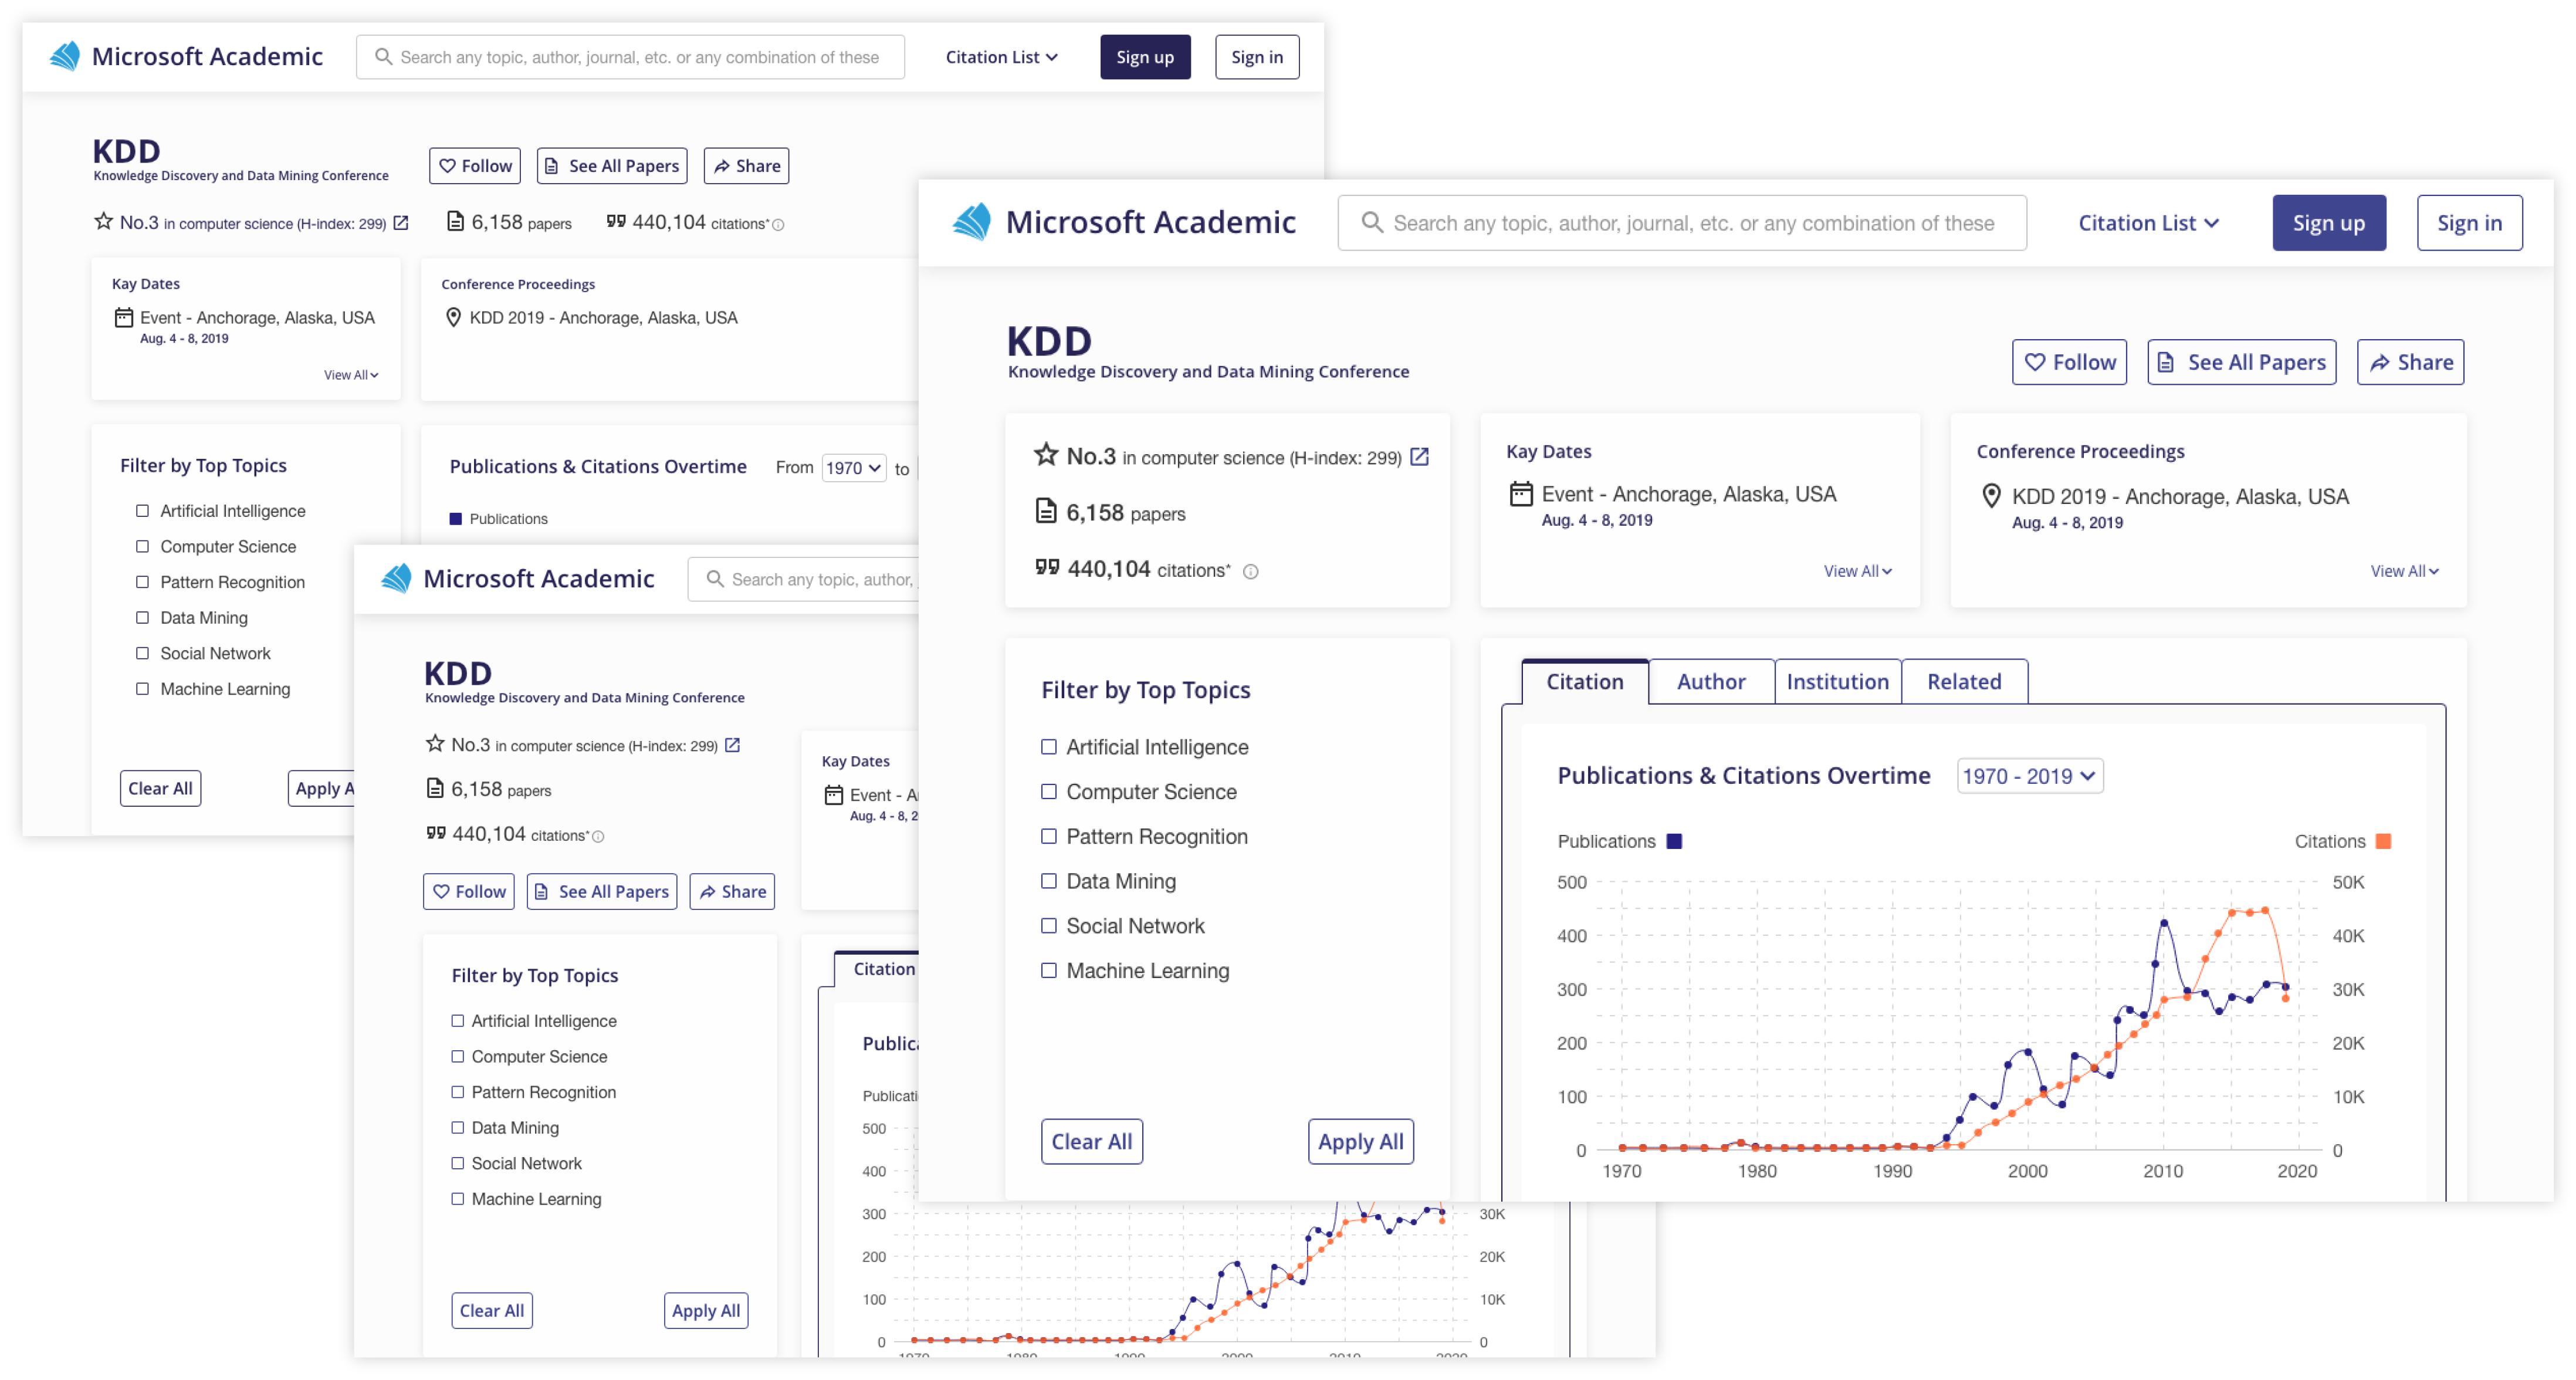 Microsoft Academic
Search any topic, author, journal, etc. or any combination of these
Citation List
Sign up
Sign in
KDD
Knowledge Discovery and Data Mining Conference
Follow
See All Papers
Share
No.3 in computer science (H-index: 299)
6,158 papers
440,104 citations*
Kay Dates
Event - Anchorage, Alaska, USA
Aug. 4 - 8, 2019
View All
Conference Proceedings
KDD 2019 - Anchorage, Alaska, USA
Filter by Top Topics
Artificial Intelligence
Computer Science
Pattern Recognition
Data Mining
Social Network
Machine Learning
Clear All
Apply A
Publications & Citations Overtime From 1970 to
Publications
Microsoft Academic
Search any topic, author,
KDD
Knowledge Discovery and Data Mining Conference
No.3 in computer science (H-index: 299)
6,158 papers
440,104 citations*
Follow
See All Papers
Share
Kay Dates
Event - A
Aug. 4 - 8, 2
Filter by Top Topics
Artificial Intelligence
Computer Science
Pattern Recognition
Data Mining
Social Network
Machine Learning
Clear All
Apply All
Citation
Public
Publicati
500
400
300 30K
200 20K
100 10K
0 0
Microsoft Academic
Search any topic, author, journal, etc. or any combination of these
Citation List
Sign up
Sign in
KDD
Knowledge Discovery and Data Mining Conference
Follow
See All Papers
Share
No.3 in computer science (H-index: 299)
6,158 papers
440,104 citations*
Kay Dates
Event - Anchorage, Alaska, USA
Aug. 4 - 8, 2019
View All
Conference Proceedings
KDD 2019 - Anchorage, Alaska, USA
Aug. 4 - 8, 2019
View All
Filter by Top Topics
Artificial Intelligence
Computer Science
Pattern Recognition
Data Mining
Social Network
Machine Learning
Clear All
Apply All
Citation
Author
Institution
Related
Publications & Citations Overtime 1970 - 2019
Publications
Citations
500 50K
400 40K
300 30K
200 20K
100 10K
0 0
1970 1980 1990 2000 2010 2020